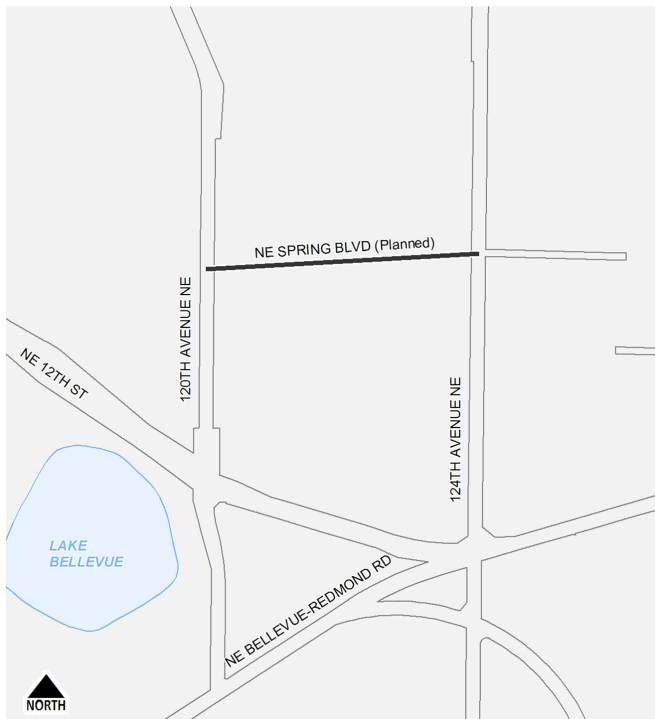 NE SPRING BLVD (Planned)
120TH AVENUE NE
NE 12TH ST
124TH AVENUE NE
LAKE
BELLEVUE
NE BELLEVUE-REDMOND RD
NORTH